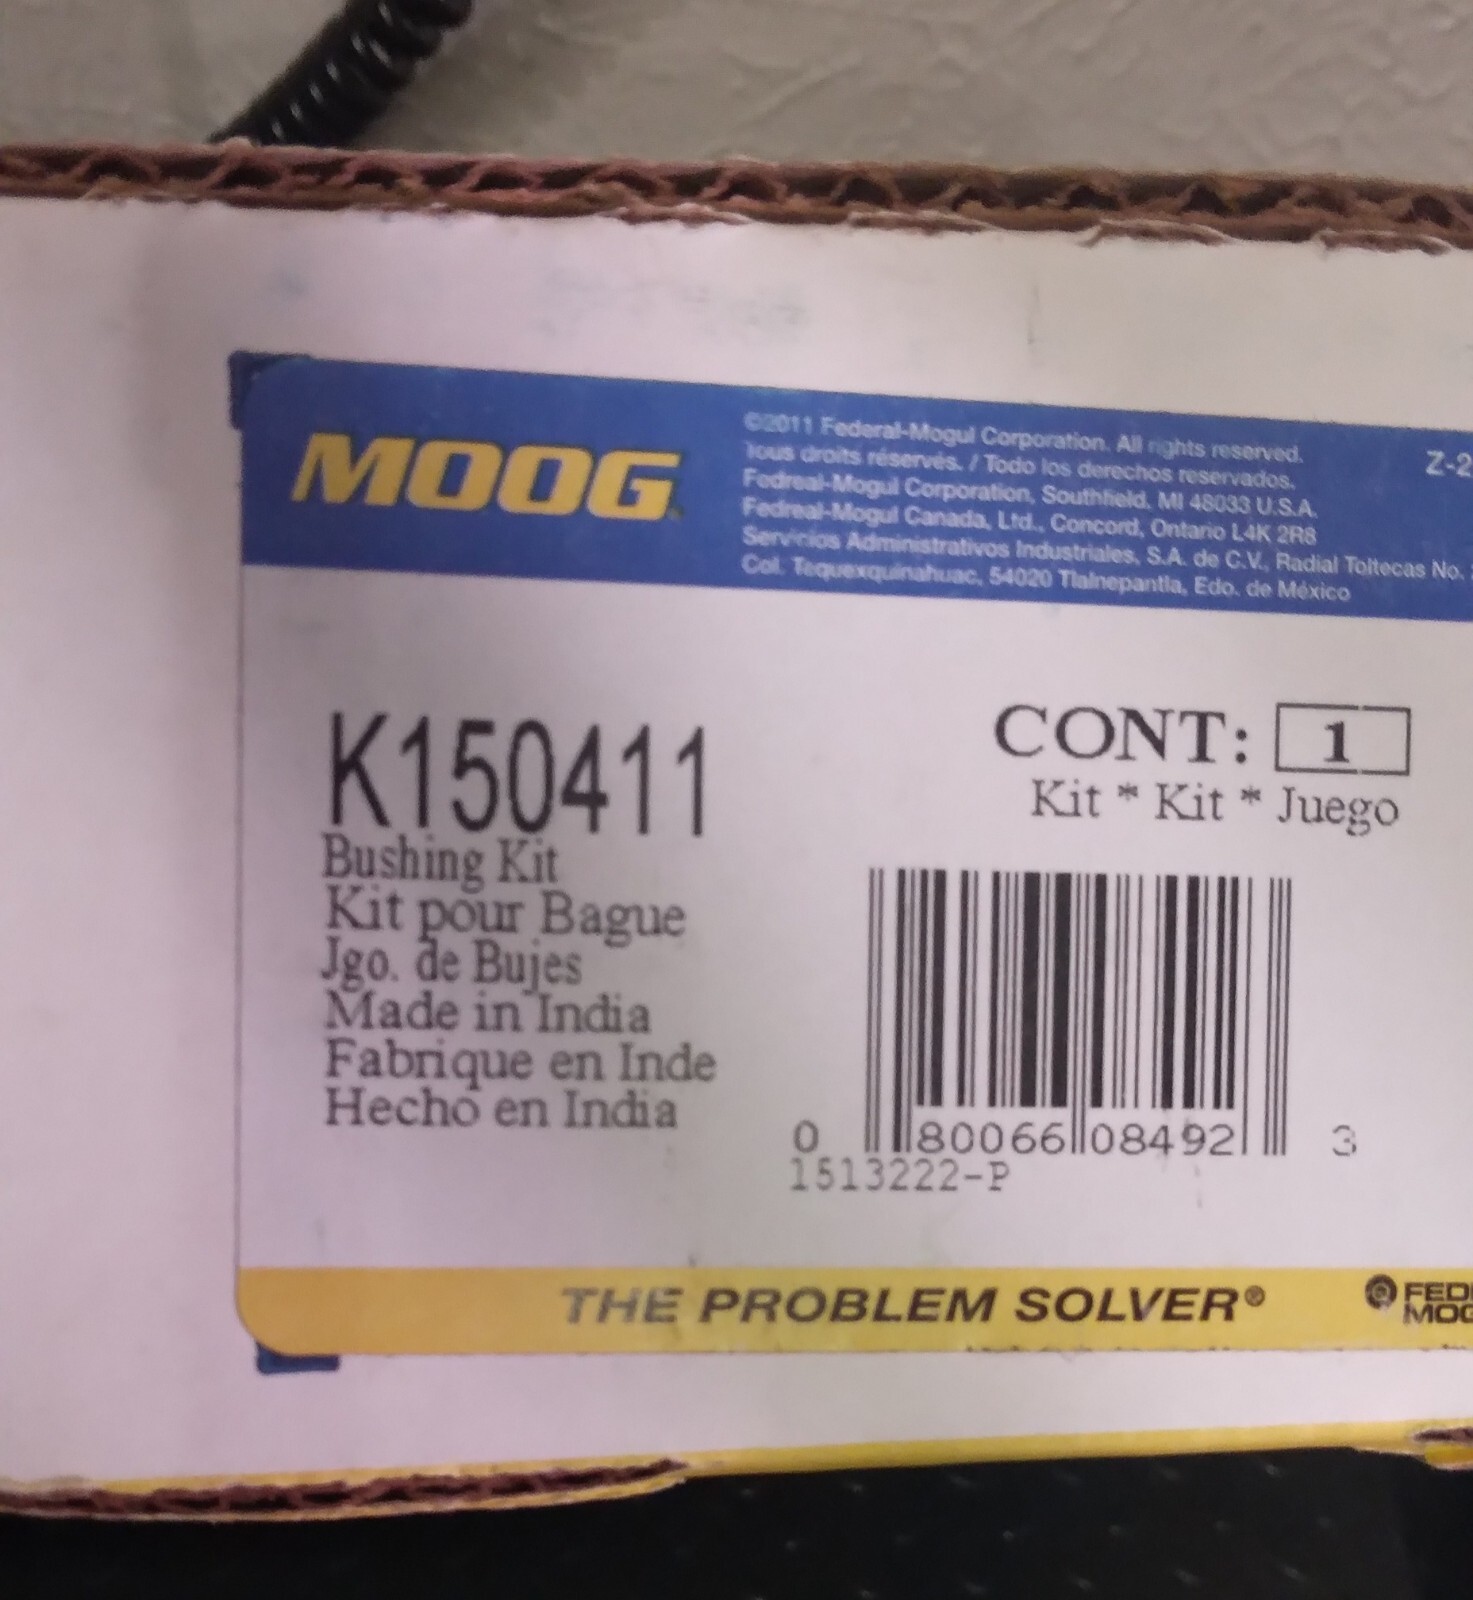 MOOG
©2011 Federal-Mogul Corporation. All rights reserved.
Tous droits réservés. / Todo los derechos reservados.
Fedreal-Mogul Corporation, Southfield, MI 48033 U.S.A.
Fedreal-Mogul Canada, Ltd., Concord, Ontario L4K 2R8
Servicios Administrativos Industriales, S.A. de C.V., Radial Toltecas No.
Col. Tequexquinahuac, 54020 Tlalnepantla, Edo. de México
Z-2
K150411
Bushing Kit
Kit pour Bague
Jgo. de Bujes
Made in India
Fabrique en Inde
Hecho en India
CONT: 1
Kit * Kit * Juego
0 80066 08492 3
1513222-P
THE PROBLEM SOLVER®